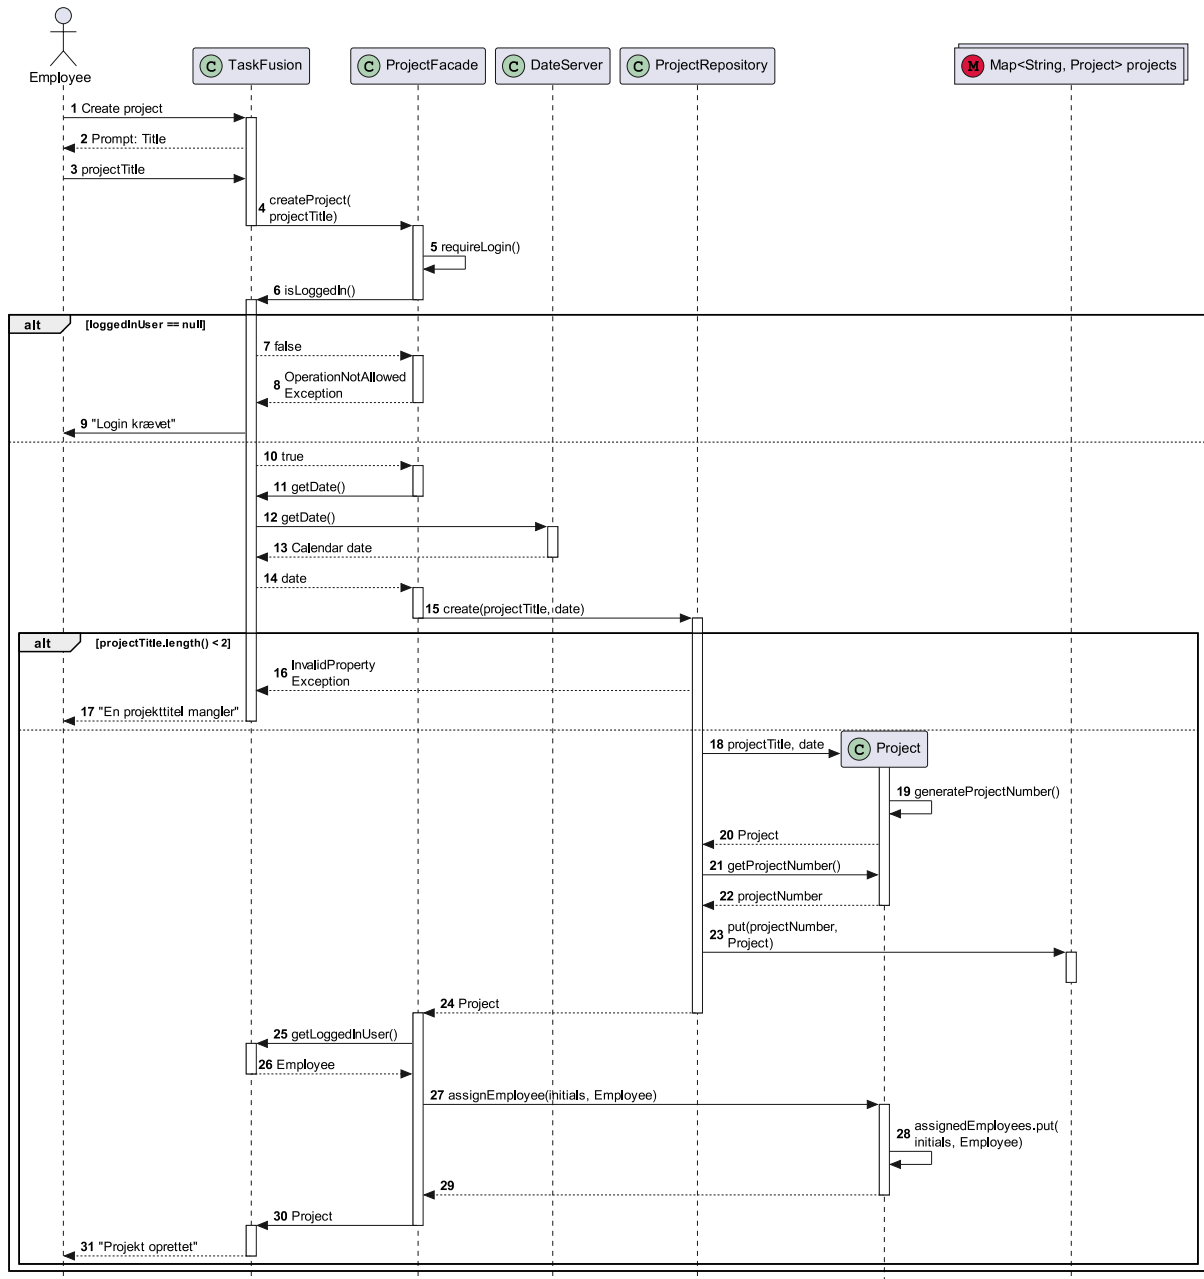 Employee
C TaskFusion
C ProjectFacade
C DateServer
C ProjectRepository
M Map<String, Project> projects
1 Create project
2 Prompt: Title
3 projectTitle
4 createProject(
projectTitle)
5 requireLogin()
6 isLoggedIn()
alt [loggedInUser == null]
7 false
8 OperationNotAllowed
Exception
9 "Login krævet"
10 true
11 getDate()
12 getDate()
13 Calendar date
14 date
15 create(projectTitle, date)
alt [projectTitle.length() < 2]
16 InvalidProperty
Exception
17 "En projekttitel mangler"
18 projectTitle, date
C Project
19 generateProjectNumber()
20 Project
21 getProjectNumber()
22 projectNumber
23 put(projectNumber,
Project)
24 Project
25 getLoggedInUser()
26 Employee
27 assignEmployee(initials, Employee)
28 assignedEmployees.put(
initials, Employee)
29
30 Project
31 "Projekt oprettet"